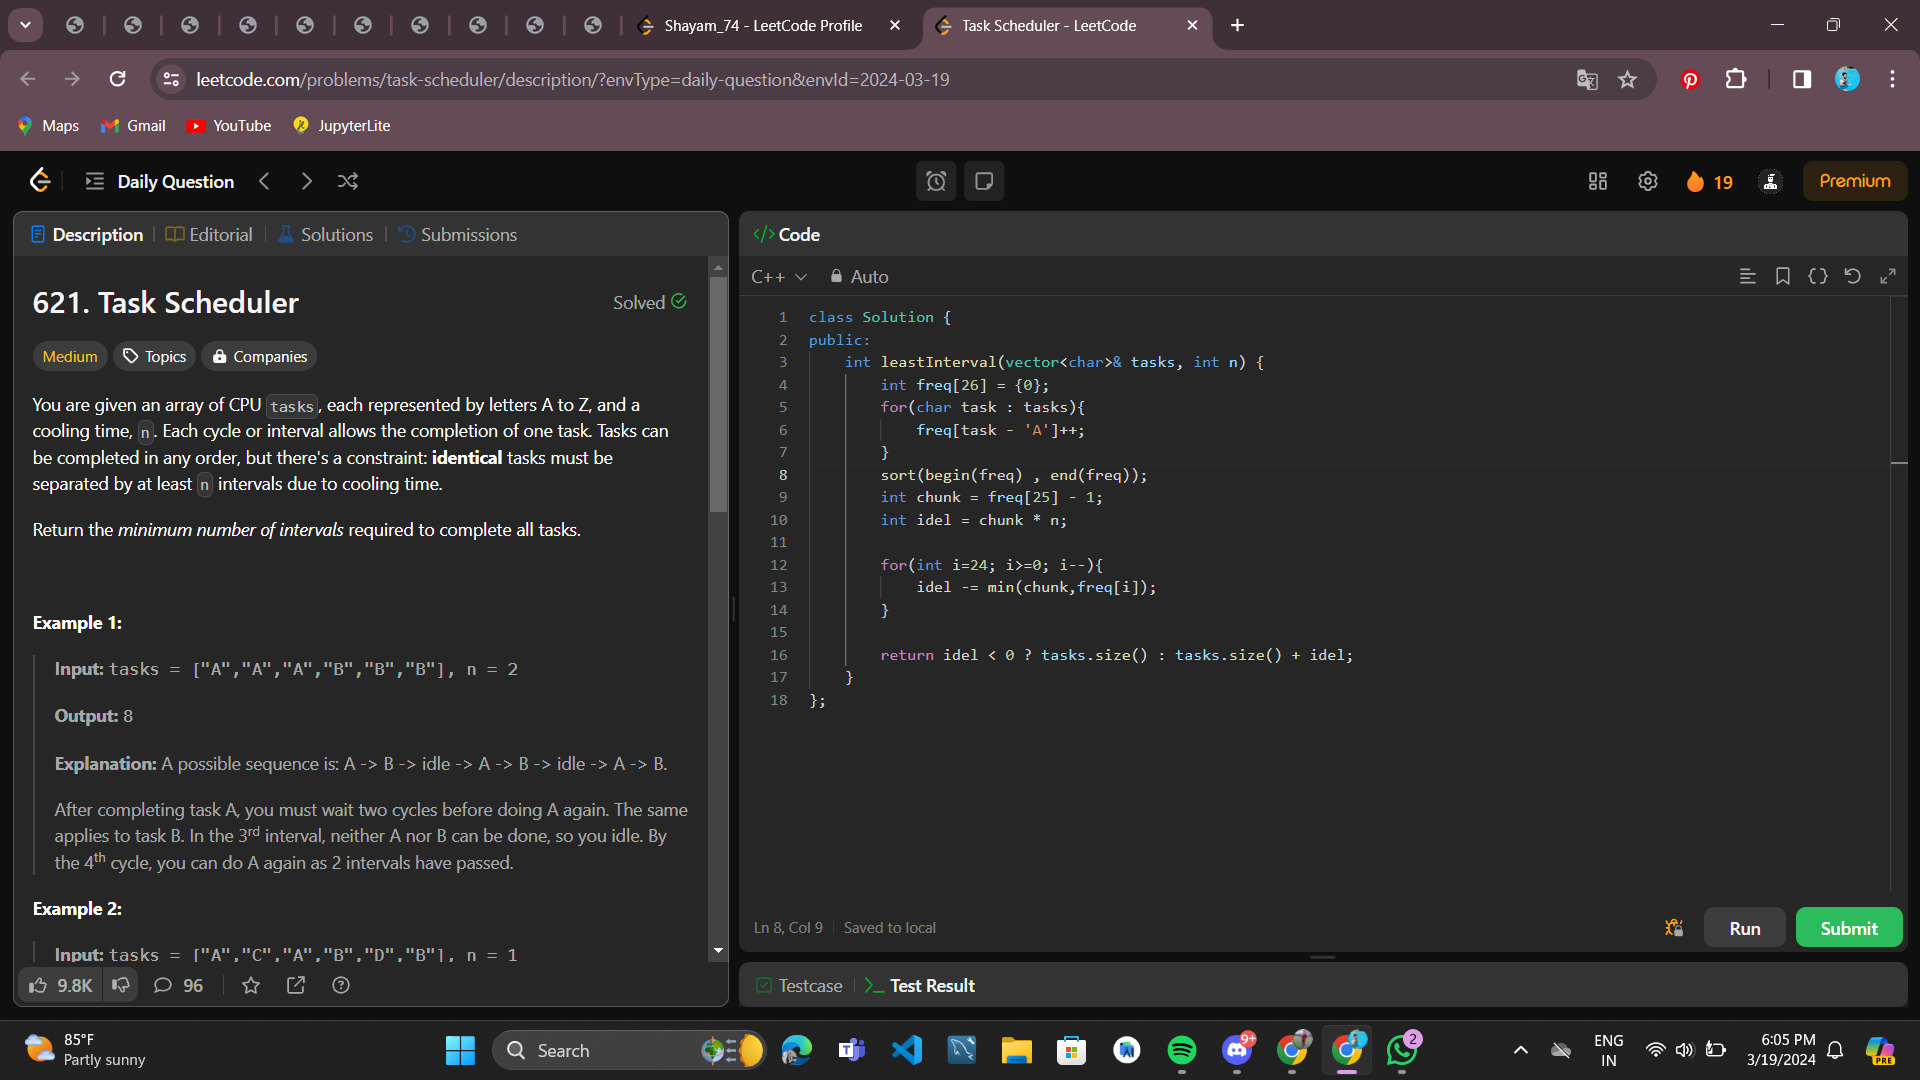 Shayam_74 - LeetCode Profile
Task Scheduler - LeetCode
leetcode.com/problems/task-scheduler/description/?envType=daily-question&envId=2024-03-19
Maps Gmail YouTube JupyterLite
Daily Question
19
Premium
Description Editorial Solutions Submissions
621. Task Scheduler
Solved
Medium Topics Companies
You are given an array of CPU tasks, each represented by letters A to Z, and a
cooling time, n. Each cycle or interval allows the completion of one task. Tasks can
be completed in any order, but there's a constraint: identical tasks must be
separated by at least n intervals due to cooling time.
Return the minimum number of intervals required to complete all tasks.
Example 1:
Input: tasks = ["A","A","A","B","B","B"], n = 2
Output: 8
Explanation: A possible sequence is: A -> B -> idle -> A -> B -> idle -> A -> B.
After completing task A, you must wait two cycles before doing A again. The same
applies to task B. In the 3rd interval, neither A nor B can be done, so you idle. By
the 4th cycle, you can do A again as 2 intervals have passed.
Example 2:
Input: tasks = ["A","C","A","B","D","B"], n = 1
9.8K 96
</> Code
C++ Auto
1 class Solution {
2 public:
3 int leastInterval(vector<char>& tasks, int n) {
4 int freq[26] = {0};
5 for(char task : tasks){
6 freq[task - 'A']++;
7 }
8 sort(begin(freq) , end(freq));
9 int chunk = freq[25] - 1;
10 int idel = chunk * n;
11
12 for(int i=24; i>=0; i--){
13 idel -= min(chunk,freq[i]);
14 }
15
16 return idel < 0 ? tasks.size() : tasks.size() + idel;
17 }
18 };
Ln 8, Col 9 Saved to local
Run Submit
Testcase Test Result
85°F
Partly sunny
Search
9+
2
ENG
IN
6:05 PM
3/19/2024
PRE